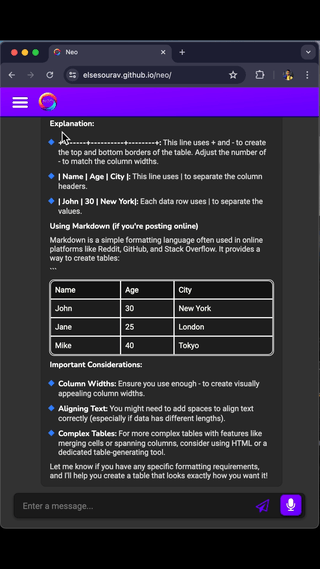 Neo
elsesourav.github.io/neo/
Explanation:
+------+----------+--------+: This line uses + and - to create
the top and bottom borders of the table. Adjust the number of
- to match the column widths.
| Name | Age | City |: This line uses | to separate the column
headers.
| John | 30 | New York|: Each data row uses | to separate the
values.
Using Markdown (if you're posting online)
Markdown is a simple formatting language often used in online
platforms like Reddit, GitHub, and Stack Overflow. It provides a
way to create tables:
```
Name Age City
John 30 New York
Jane 25 London
Mike 40 Tokyo
Important Considerations:
Column Widths: Ensure you use enough - to create visually
appealing column widths.
Aligning Text: You might need to add spaces to align text
correctly (especially if data has different lengths).
Complex Tables: For more complex tables with features like
merging cells or spanning columns, consider using HTML or a
dedicated table-generating tool.
Let me know if you have any specific formatting requirements,
and I'll help you create a table that looks exactly how you want it!
Enter a message...